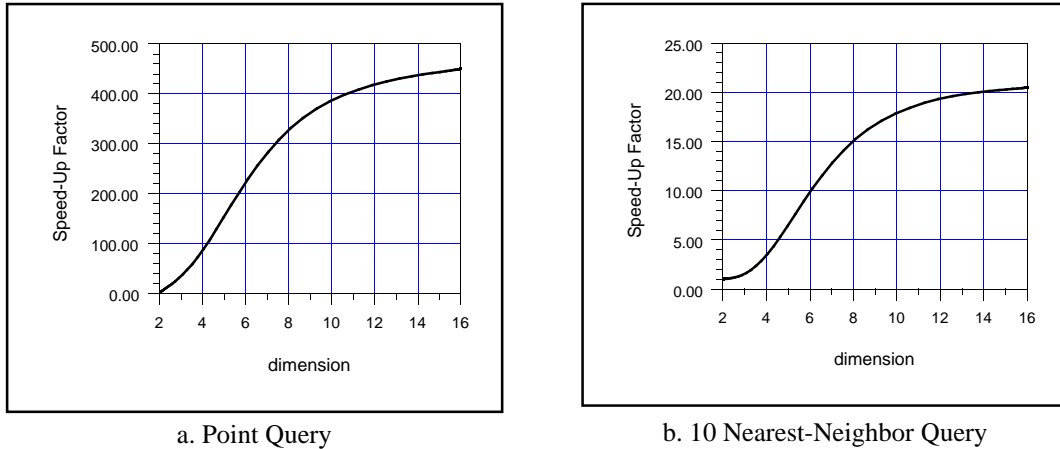 500.00
400.00
300.00
200.00
100.00
0.00
Speed-Up Factor
2 4 6 8 10 12 14 16
dimension
a. Point Query
25.00
20.00
15.00
10.00
5.00
0.00
Speed-Up Factor
2 4 6 8 10 12 14 16
dimension
b. 10 Nearest-Neighbor Query